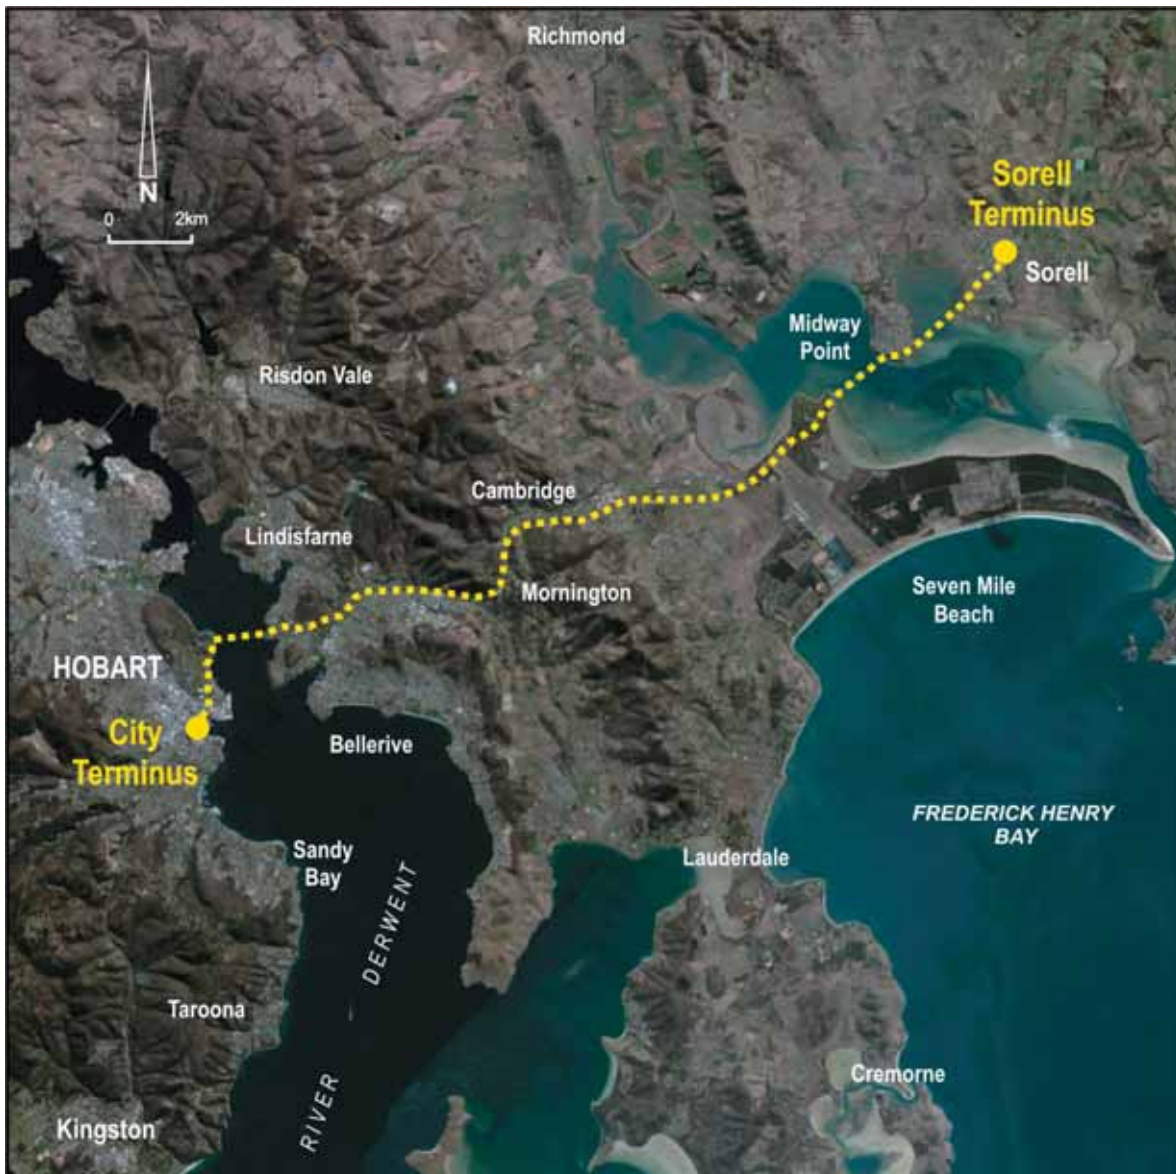 Richmond
N
0 2km
Sorell
Terminus
Sorell
Midway
Point
Risdon Vale
Cambridge
Lindisfarne
Mornington
Seven Mile
Beach
HOBART
City
Terminus
Bellerive
FREDERICK HENRY
BAY
Sandy
Bay
Lauderdale
RIVER DERWENT
Taroona
Cremorne
Kingston